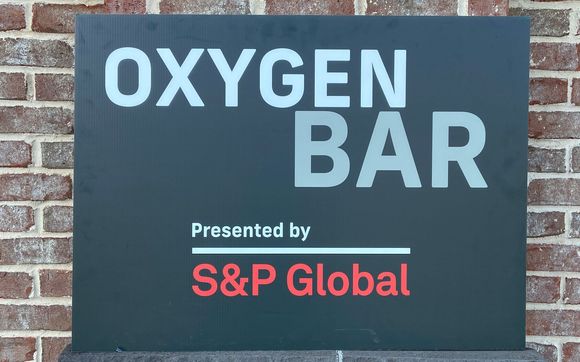 OXYGEN
BAR
Presented by
S&P Global